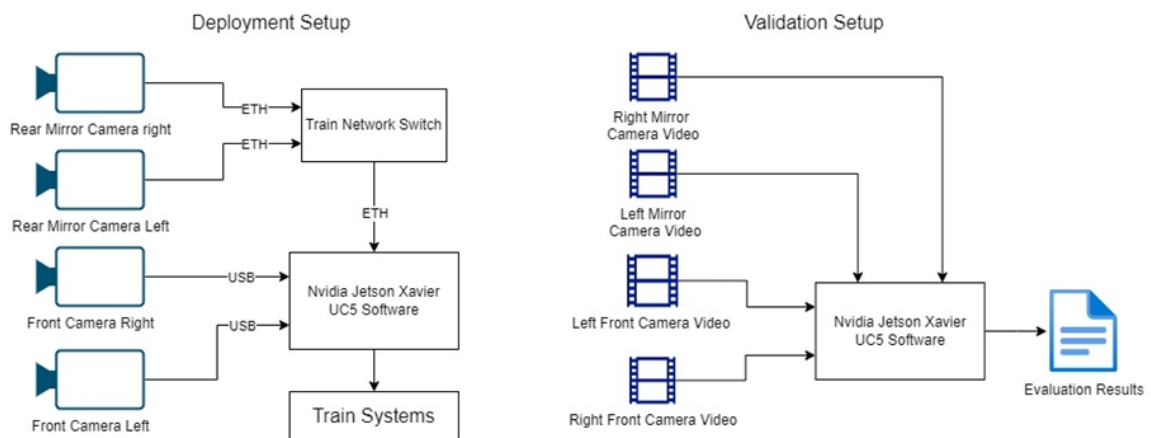 Deployment Setup
Rear Mirror Camera right
ETH
Train Network Switch
ETH
Rear Mirror Camera Left
ETH
USB
Nvidia Jetson Xavier
UC5 Software
Front Camera Right
USB
Front Camera Left
Train Systems
Validation Setup
Right Mirror
Camera Video
Left Mirror
Camera Video
Left Front Camera Video
Nvidia Jetson Xavier
UC5 Software
Right Front Camera Video
Evaluation Results